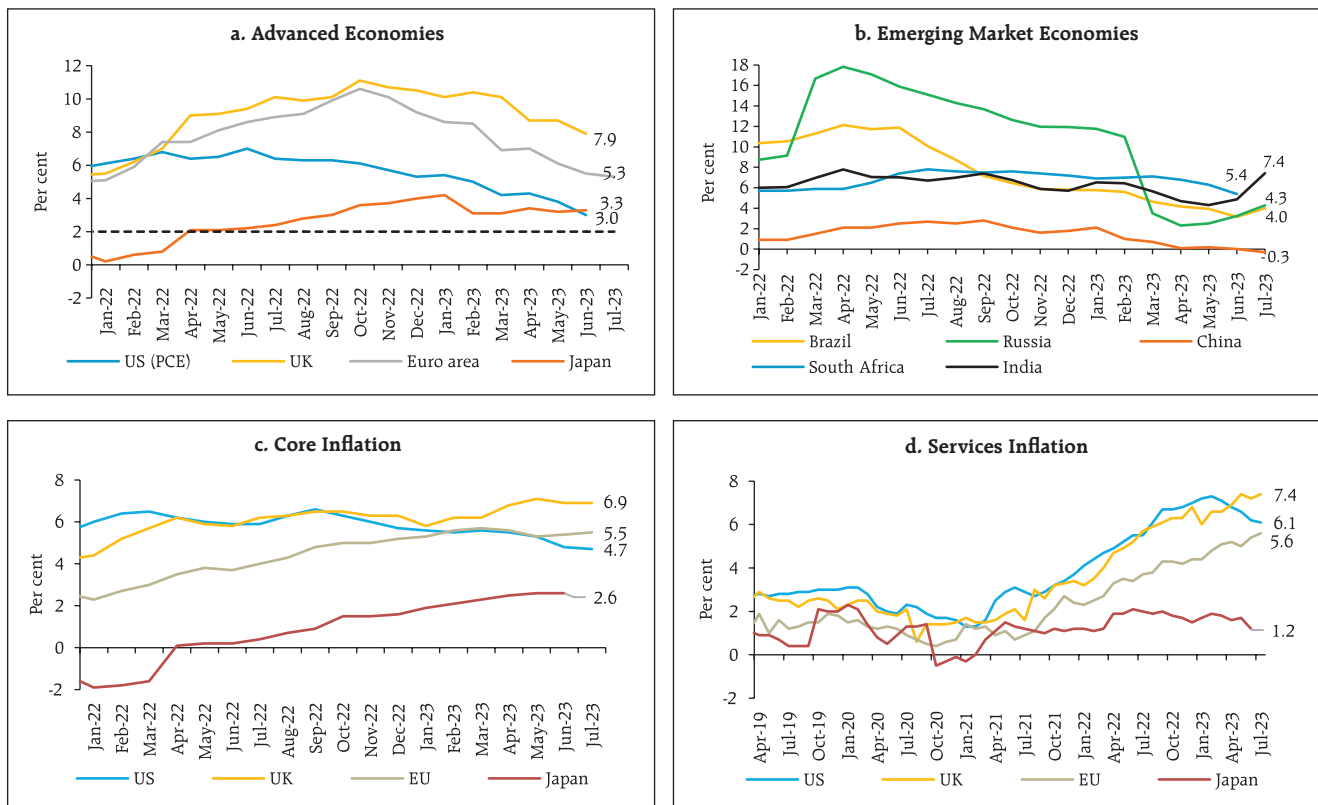 a. Advanced Economies
Per cent
12
10
8
6
4
2
0
-2
7.9
5.3
3.3
3.0
Jan-22
Feb-22
Mar-22
Apr-22
May-22
Jun-22
Jul-22
Aug-22
Sep-22
Oct-22
Nov-22
Dec-22
Jan-23
Feb-23
Mar-23
Apr-23
May-23
Jun-23
Jul-23
US (PCE) UK Euro area Japan
b. Emerging Market Economies
Per cent
18
16
14
12
10
8
6
4
2
0
-2
7.4
5.4
4.3
4.0
-0.3
Jan-22
Feb-22
Mar-22
Apr-22
May-22
Jun-22
Jul-22
Aug-22
Sep-22
Oct-22
Nov-22
Dec-22
Jan-23
Feb-23
Mar-23
Apr-23
May-23
Jun-23
Jul-23
Brazil Russia China
South Africa India
c. Core Inflation
Per cent
8
6
4
2
0
-2
6.9
5.5
4.7
2.6
Jan-22
Feb-22
Mar-22
Apr-22
May-22
Jun-22
Jul-22
Aug-22
Sep-22
Oct-22
Nov-22
Dec-22
Jan-23
Feb-23
Mar-23
Apr-23
May-23
Jun-23
Jul-23
US UK EU Japan
d. Services Inflation
Per cent
8
6
4
2
0
-2
7.4
6.1
5.6
1.2
Apr-19
Jul-19
Oct-19
Jan-20
Apr-20
Jul-20
Oct-20
Jan-21
Apr-21
Jul-21
Oct-21
Jan-22
Apr-22
Jul-22
Oct-22
Jan-23
Apr-23
Jul-23
US UK EU Japan